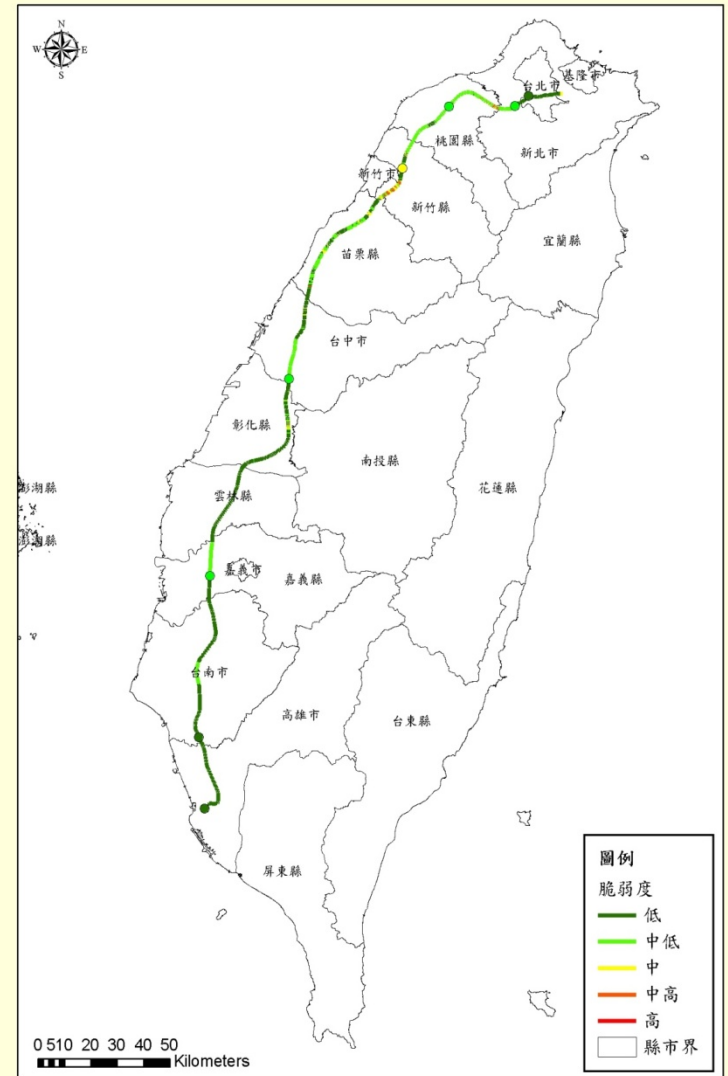 N
W E
S
基隆市
台北市
桃園縣
新北市
新竹市
新竹縣
宜蘭縣
苗栗縣
台中市
彰化縣
南投縣
花蓮縣
澎湖縣
雲林縣
澎湖縣
嘉義市
嘉義縣
台南市
高雄市
台東縣
屏東縣
圖例
脆弱度
低
中低
中
中高
高
縣市界
0 5 10 20 30 40 50
Kilometers